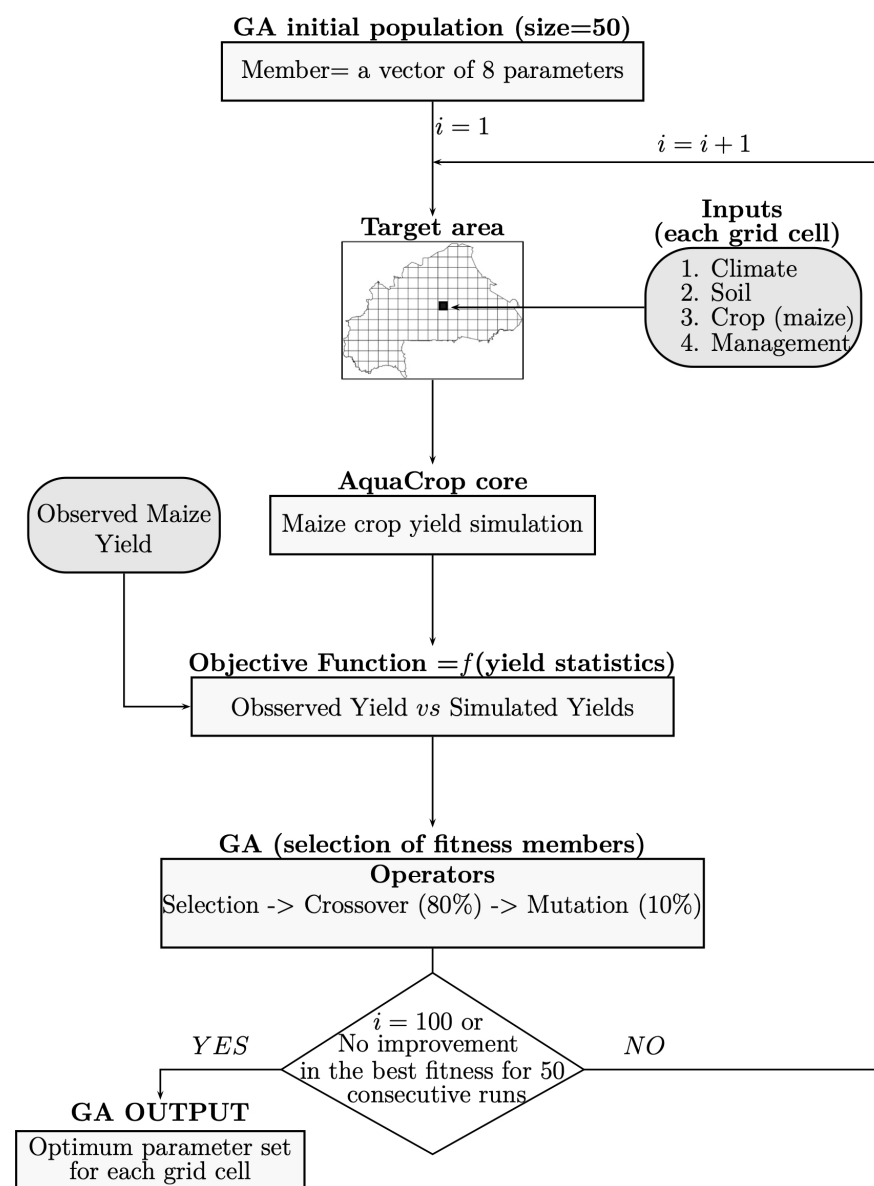 GA initial population (size=50)
Member= a vector of 8 parameters
i = 1
i = i + 1
Target area
Inputs
(each grid cell)
1. Climate
2. Soil
3. Crop (maize)
4. Management
AquaCrop core
Maize crop yield simulation
Observed Maize
Yield
Objective Function =f(yield statistics)
Obsserved Yield vs Simulated Yields
GA (selection of fitness members)
Operators
Selection -> Crossover (80%) -> Mutation (10%)
i = 100 or
No improvement
in the best fitness for 50
consecutive runs
YES
NO
GA OUTPUT
Optimum parameter set
for each grid cell